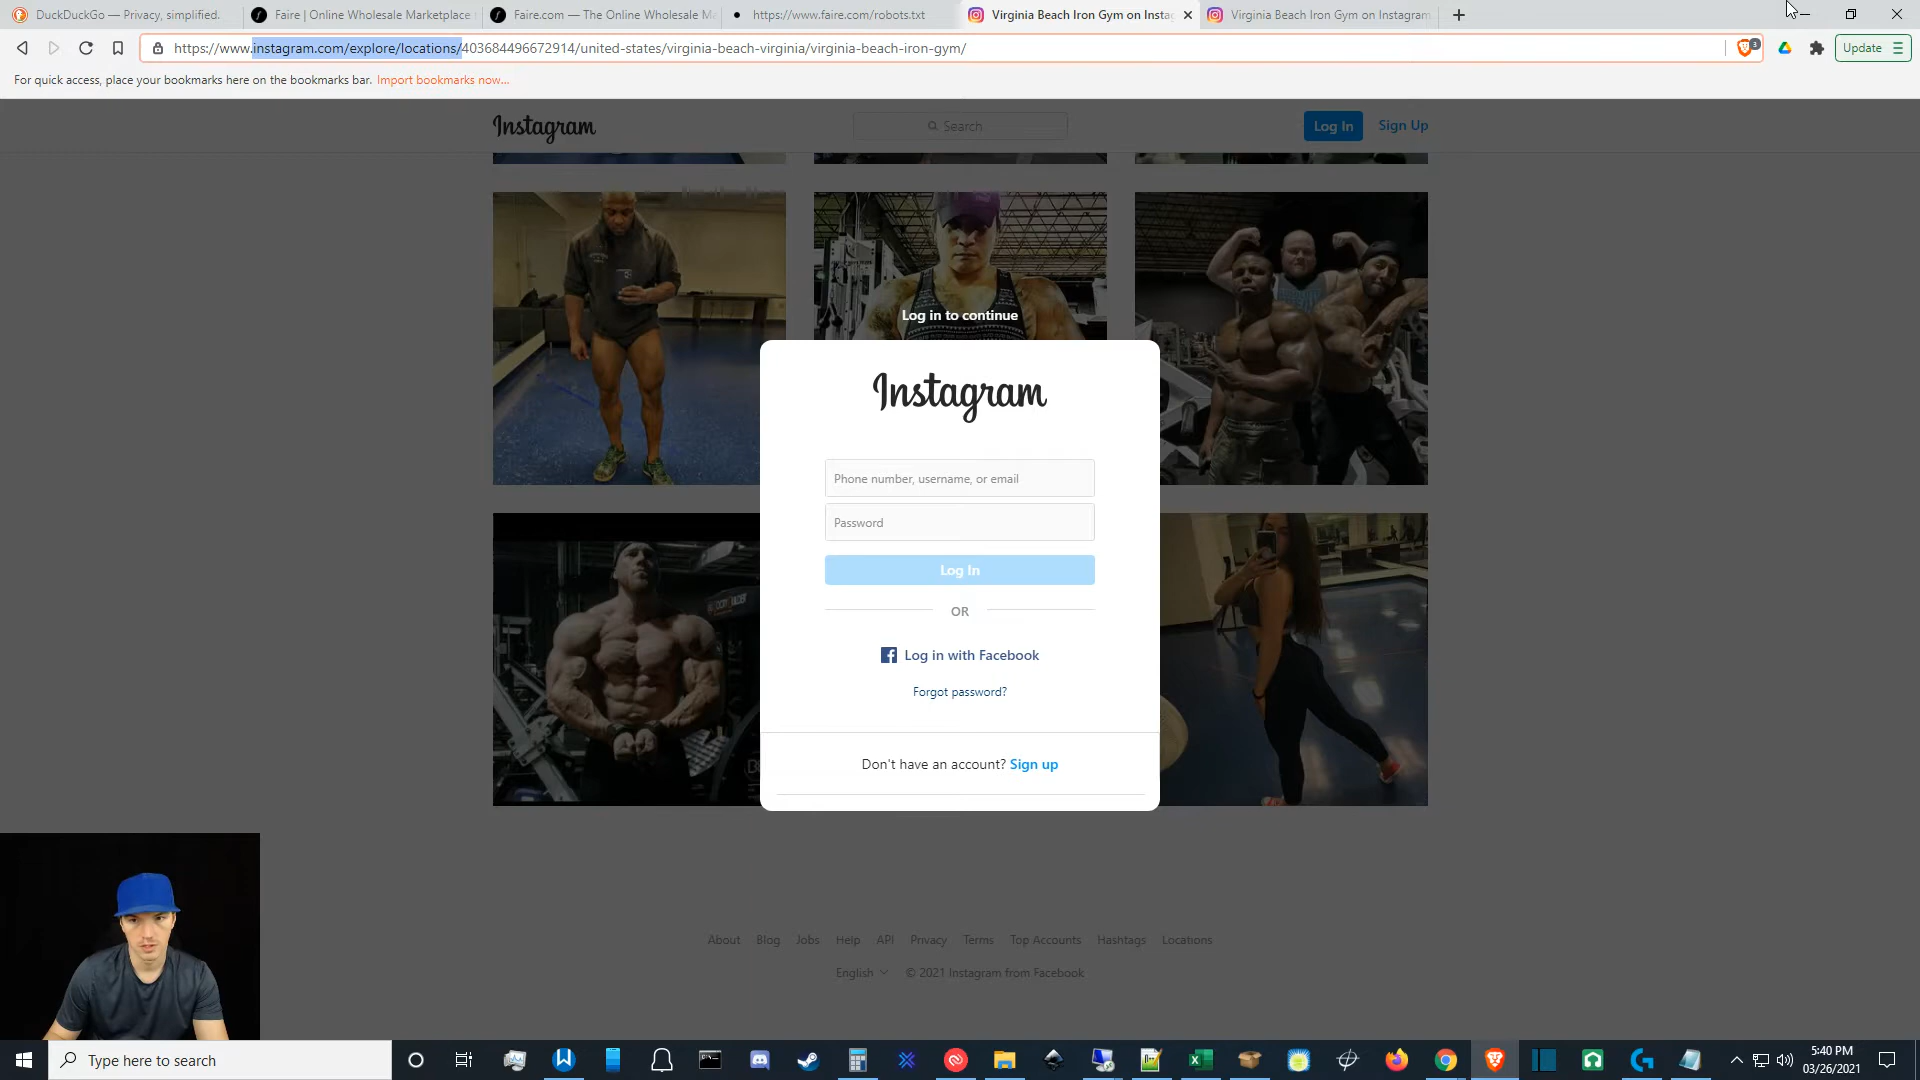 DuckDuckGo — Privacy, simplified.
Faire | Online Wholesale Marketplace
Faire.com — The Online Wholesale M
https://www.faire.com/robots.txt
Virginia Beach Iron Gym on Insta
Virginia Beach Iron Gym on Instagram
https://www.instagram.com/explore/locations/403684496672914/united-states/virginia-beach-virginia/virginia-beach-iron-gym/
3
Update
For quick access, place your bookmarks here on the bookmarks bar. Import bookmarks now...
Instagram
Search
Log In
Sign Up
Log in to continue
Instagram
Phone number, username, or email
Password
Log In
OR
Log in with Facebook
Forgot password?
Don't have an account? Sign up
About Blog Jobs Help API Privacy Terms Top Accounts Hashtags Locations
English © 2021 Instagram from Facebook
Type here to search
5:40 PM
03/26/2021